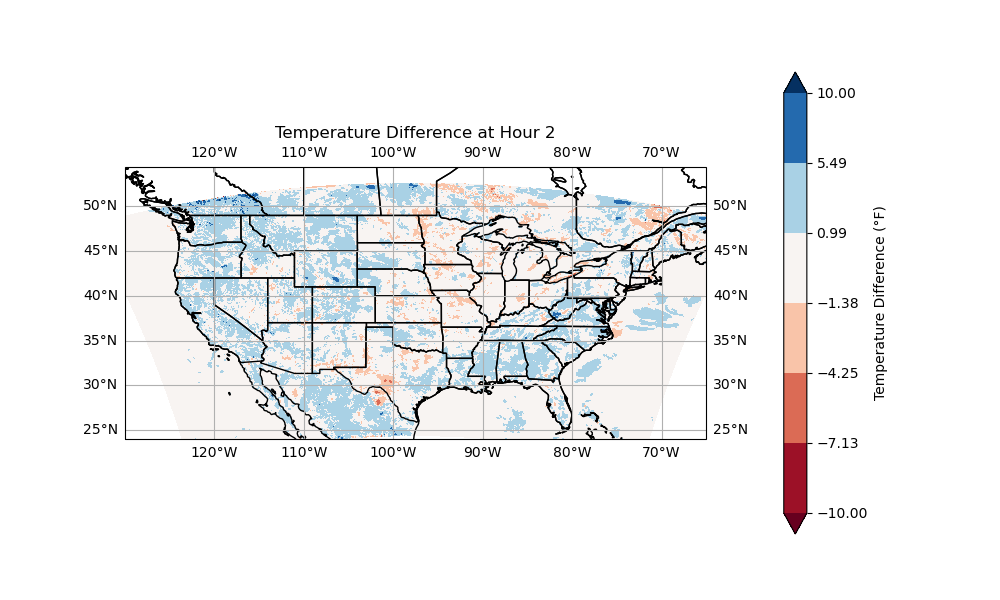 Temperature Difference at Hour 2
120°W 110°W 100°W 90°W 80°W 70°W
50°N 50°N
45°N 45°N
40°N 40°N
35°N 35°N
30°N 30°N
25°N 25°N
120°W 110°W 100°W 90°W 80°W 70°W
10.00
5.49
0.99
−1.38
−4.25
−7.13
−10.00
Temperature Difference (°F)